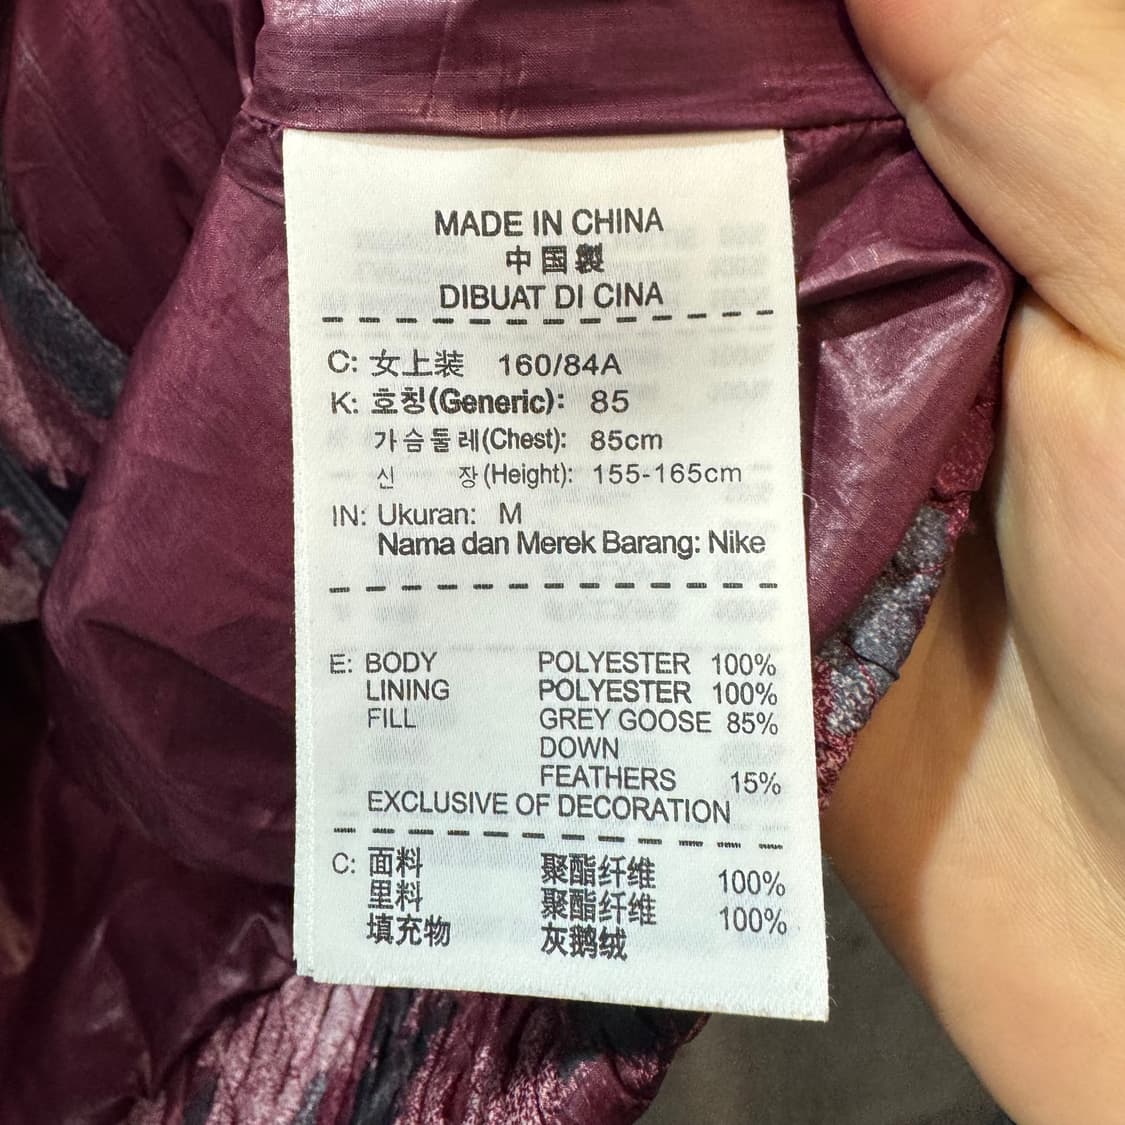 MADE IN CHINA
中国製
DIBUAT DI CINA
C: 女上装 160/84A
K: 호칭(Generic): 85
가슴둘레(Chest): 85cm
신 장(Height): 155-165cm
IN: Ukuran: M
Nama dan Merek Barang: Nike
E: BODY POLYESTER 100%
LINING POLYESTER 100%
FILL GREY GOOSE 85%
DOWN
FEATHERS 15%
EXCLUSIVE OF DECORATION
C: 面料 聚酯纤维 100%
里料 聚酯纤维 100%
填充物 灰鹅绒